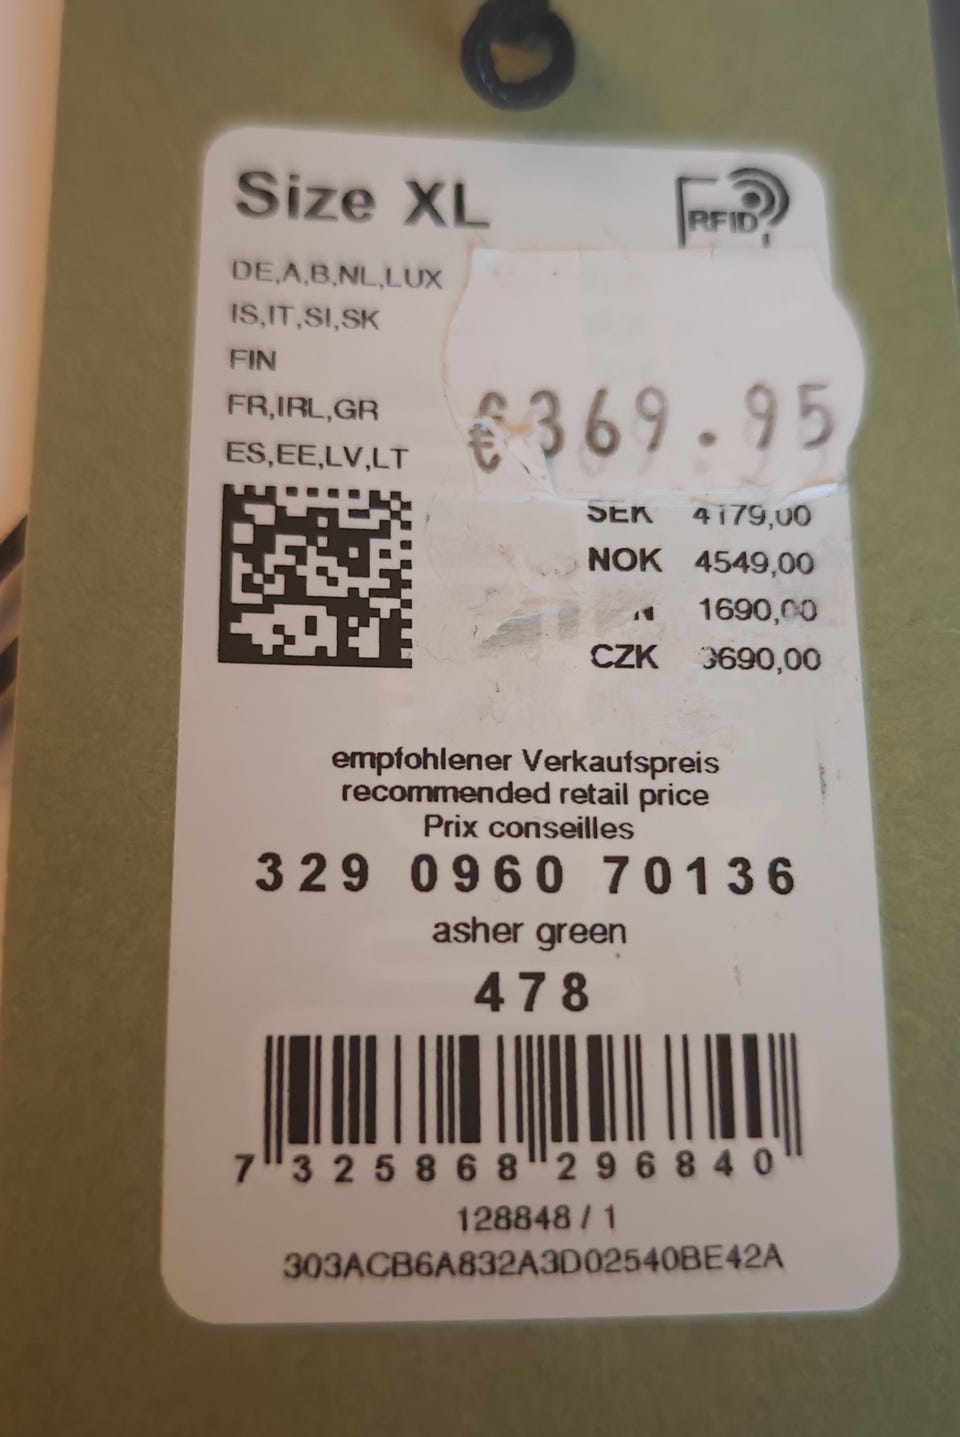 Size XL
RFID
DE,A,B,NL,LUX
IS,IT,SI,SK
FIN
FR,IRL,GR
€369.95
ES,EE,LV,LT
€
SEK 4179,00
NOK 4549,00
1690,00
CZK 9690,00
empfohlener Verkaufspreis
recommended retail price
Prix conseilles
329 0960 70136
asher green
478
7 325868 296840
128848 / 1
303ACB6A832A3D02540BE42A